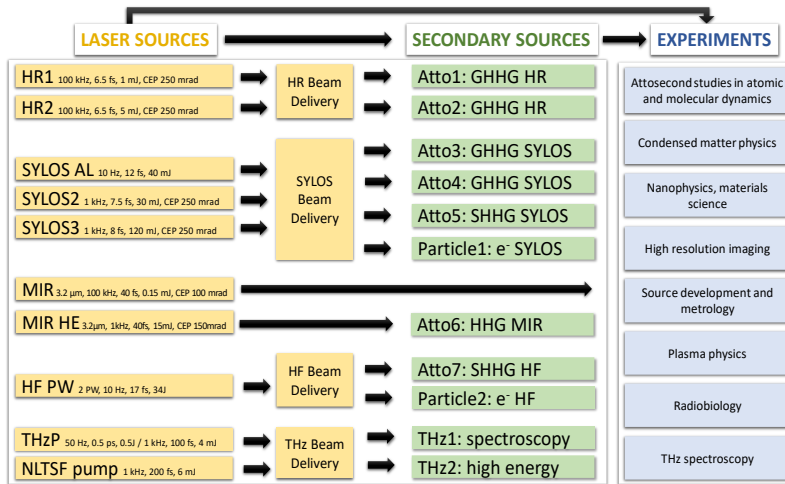 LASER SOURCES
SECONDARY SOURCES
EXPERIMENTS
HR1 100 kHz, 6.5 fs, 1 mJ, CEP 250 mrad
HR2 100 kHz, 6.5 fs, 5 mJ, CEP 250 mrad
HR Beam
Delivery
Atto1: GHHG HR
Atto2: GHHG HR
SYLOS AL 10 Hz, 12 fs, 40 mJ
SYLOS2 1 kHz, 7.5 fs, 30 mJ, CEP 250 mrad
SYLOS3 1 kHz, 8 fs, 120 mJ, CEP 250 mrad
SYLOS
Beam
Delivery
Atto3: GHHG SYLOS
Atto4: GHHG SYLOS
Atto5: SHHG SYLOS
Particle1: e- SYLOS
MIR 3.2 µm, 100 kHz, 40 fs, 0.15 mJ, CEP 100 mrad
MIR HE 3.2µm, 1kHz, 40fs, 15mJ, CEP 150mrad
Atto6: HHG MIR
HF PW 2 PW, 10 Hz, 17 fs, 34J
HF Beam
Delivery
Atto7: SHHG HF
Particle2: e- HF
THzP 50 Hz, 0.5 ps, 0.5J / 1 kHz, 100 fs, 4 mJ
NLTSF pump 1 kHz, 200 fs, 6 mJ
THz Beam
Delivery
THz1: spectroscopy
THz2: high energy
Attosecond studies in atomic
and molecular dynamics
Condensed matter physics
Nanophysics, materials
science
High resolution imaging
Source development and
metrology
Plasma physics
Radiobiology
THz spectroscopy